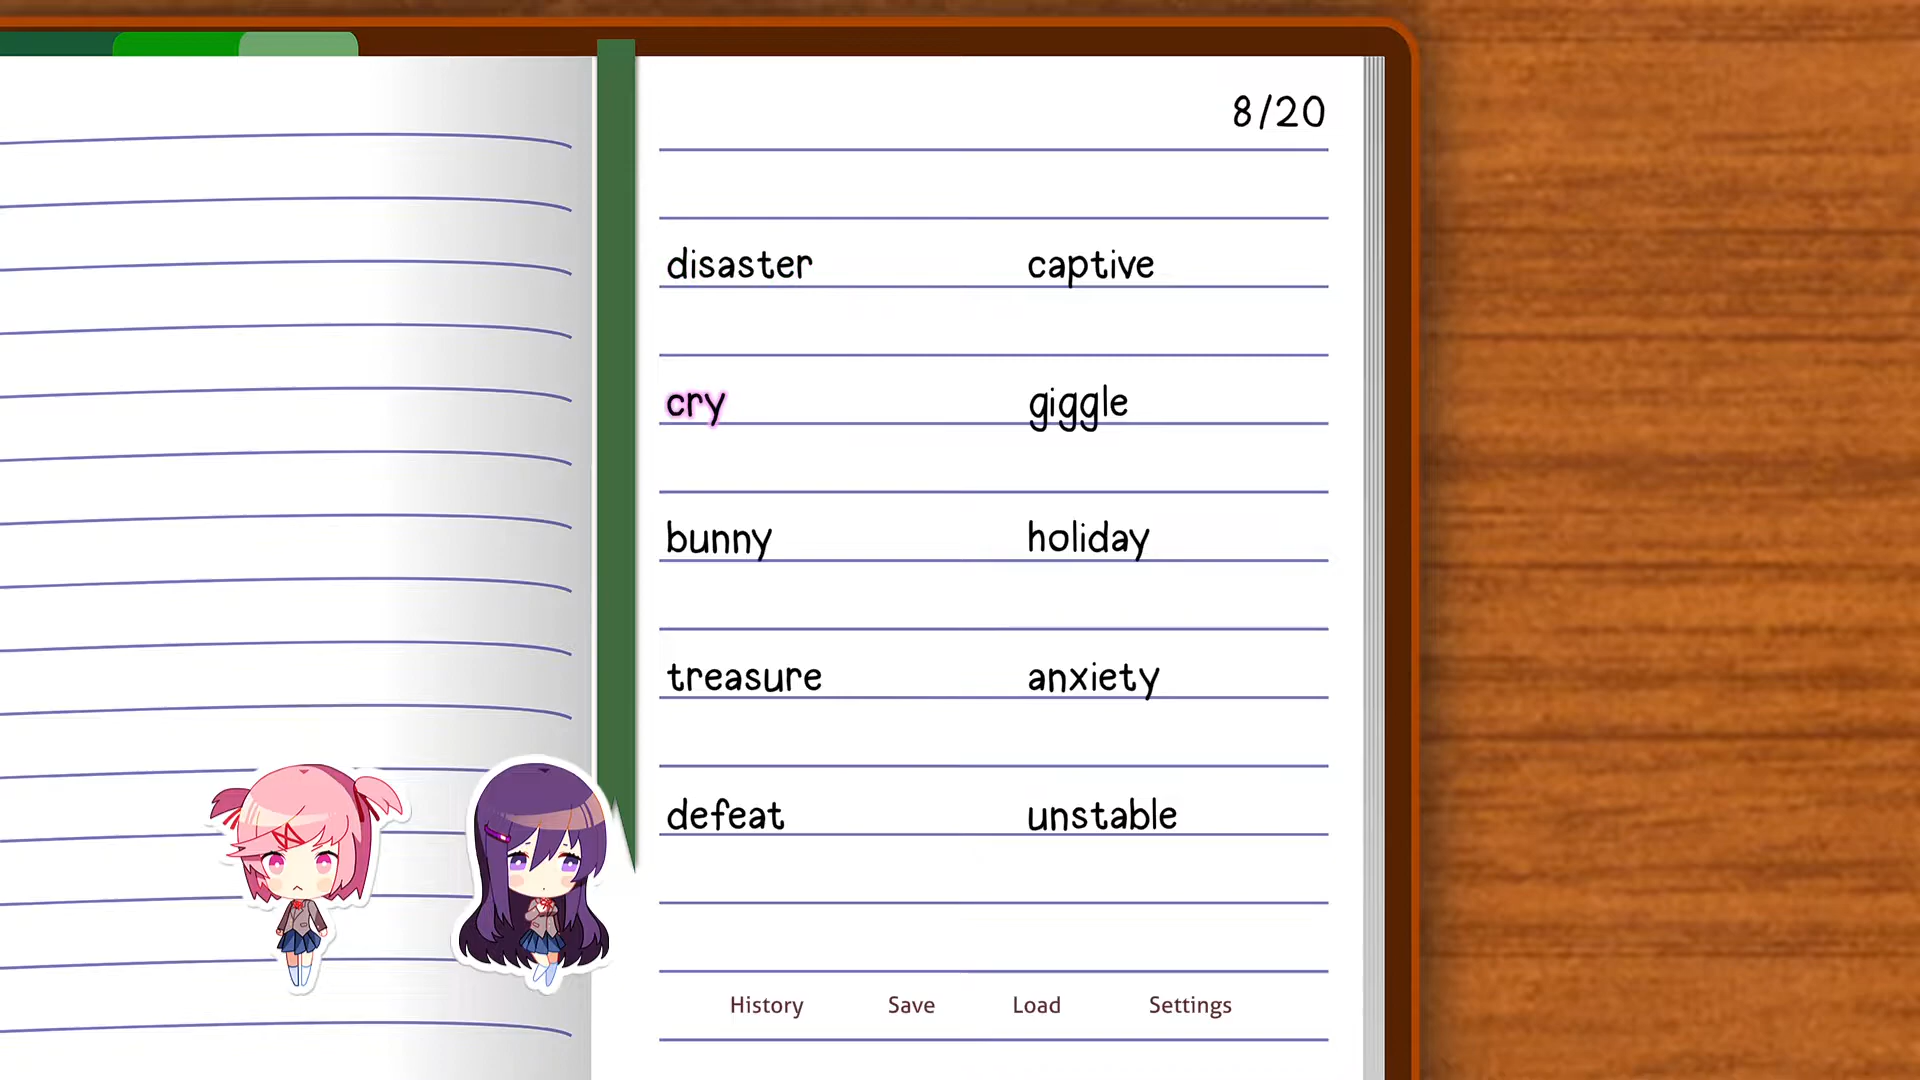 8/20
disaster captive
cry giggle
bunny holiday
treasure anxiety
defeat unstable
History Save Load Settings